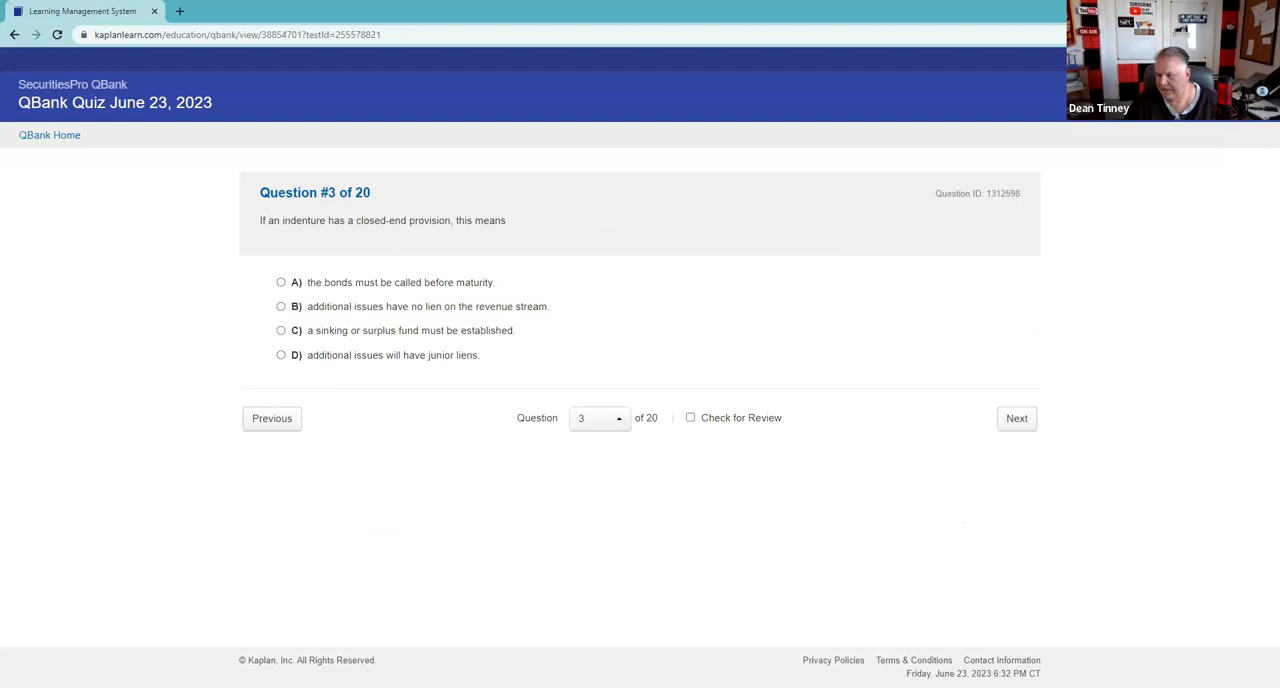 Learning Management System
kaplanlearn.com/education/qbank/view/38854701?testId=255578821
SUBSCRIBE
ON AIR
SIPC
Dean Tinney
SecuritiesPro QBank
QBank Quiz June 23, 2023
QBank Home
Question #3 of 20
Question ID: 1312598
If an indenture has a closed-end provision, this means
A) the bonds must be called before maturity.
B) additional issues have no lien on the revenue stream.
C) a sinking or surplus fund must be established.
D) additional issues will have junior liens.
Previous
Question 3 of 20 | Check for Review
Next
© Kaplan, Inc. All Rights Reserved.
Privacy Policies Terms & Conditions Contact Information
Friday, June 23, 2023 6:32 PM CT